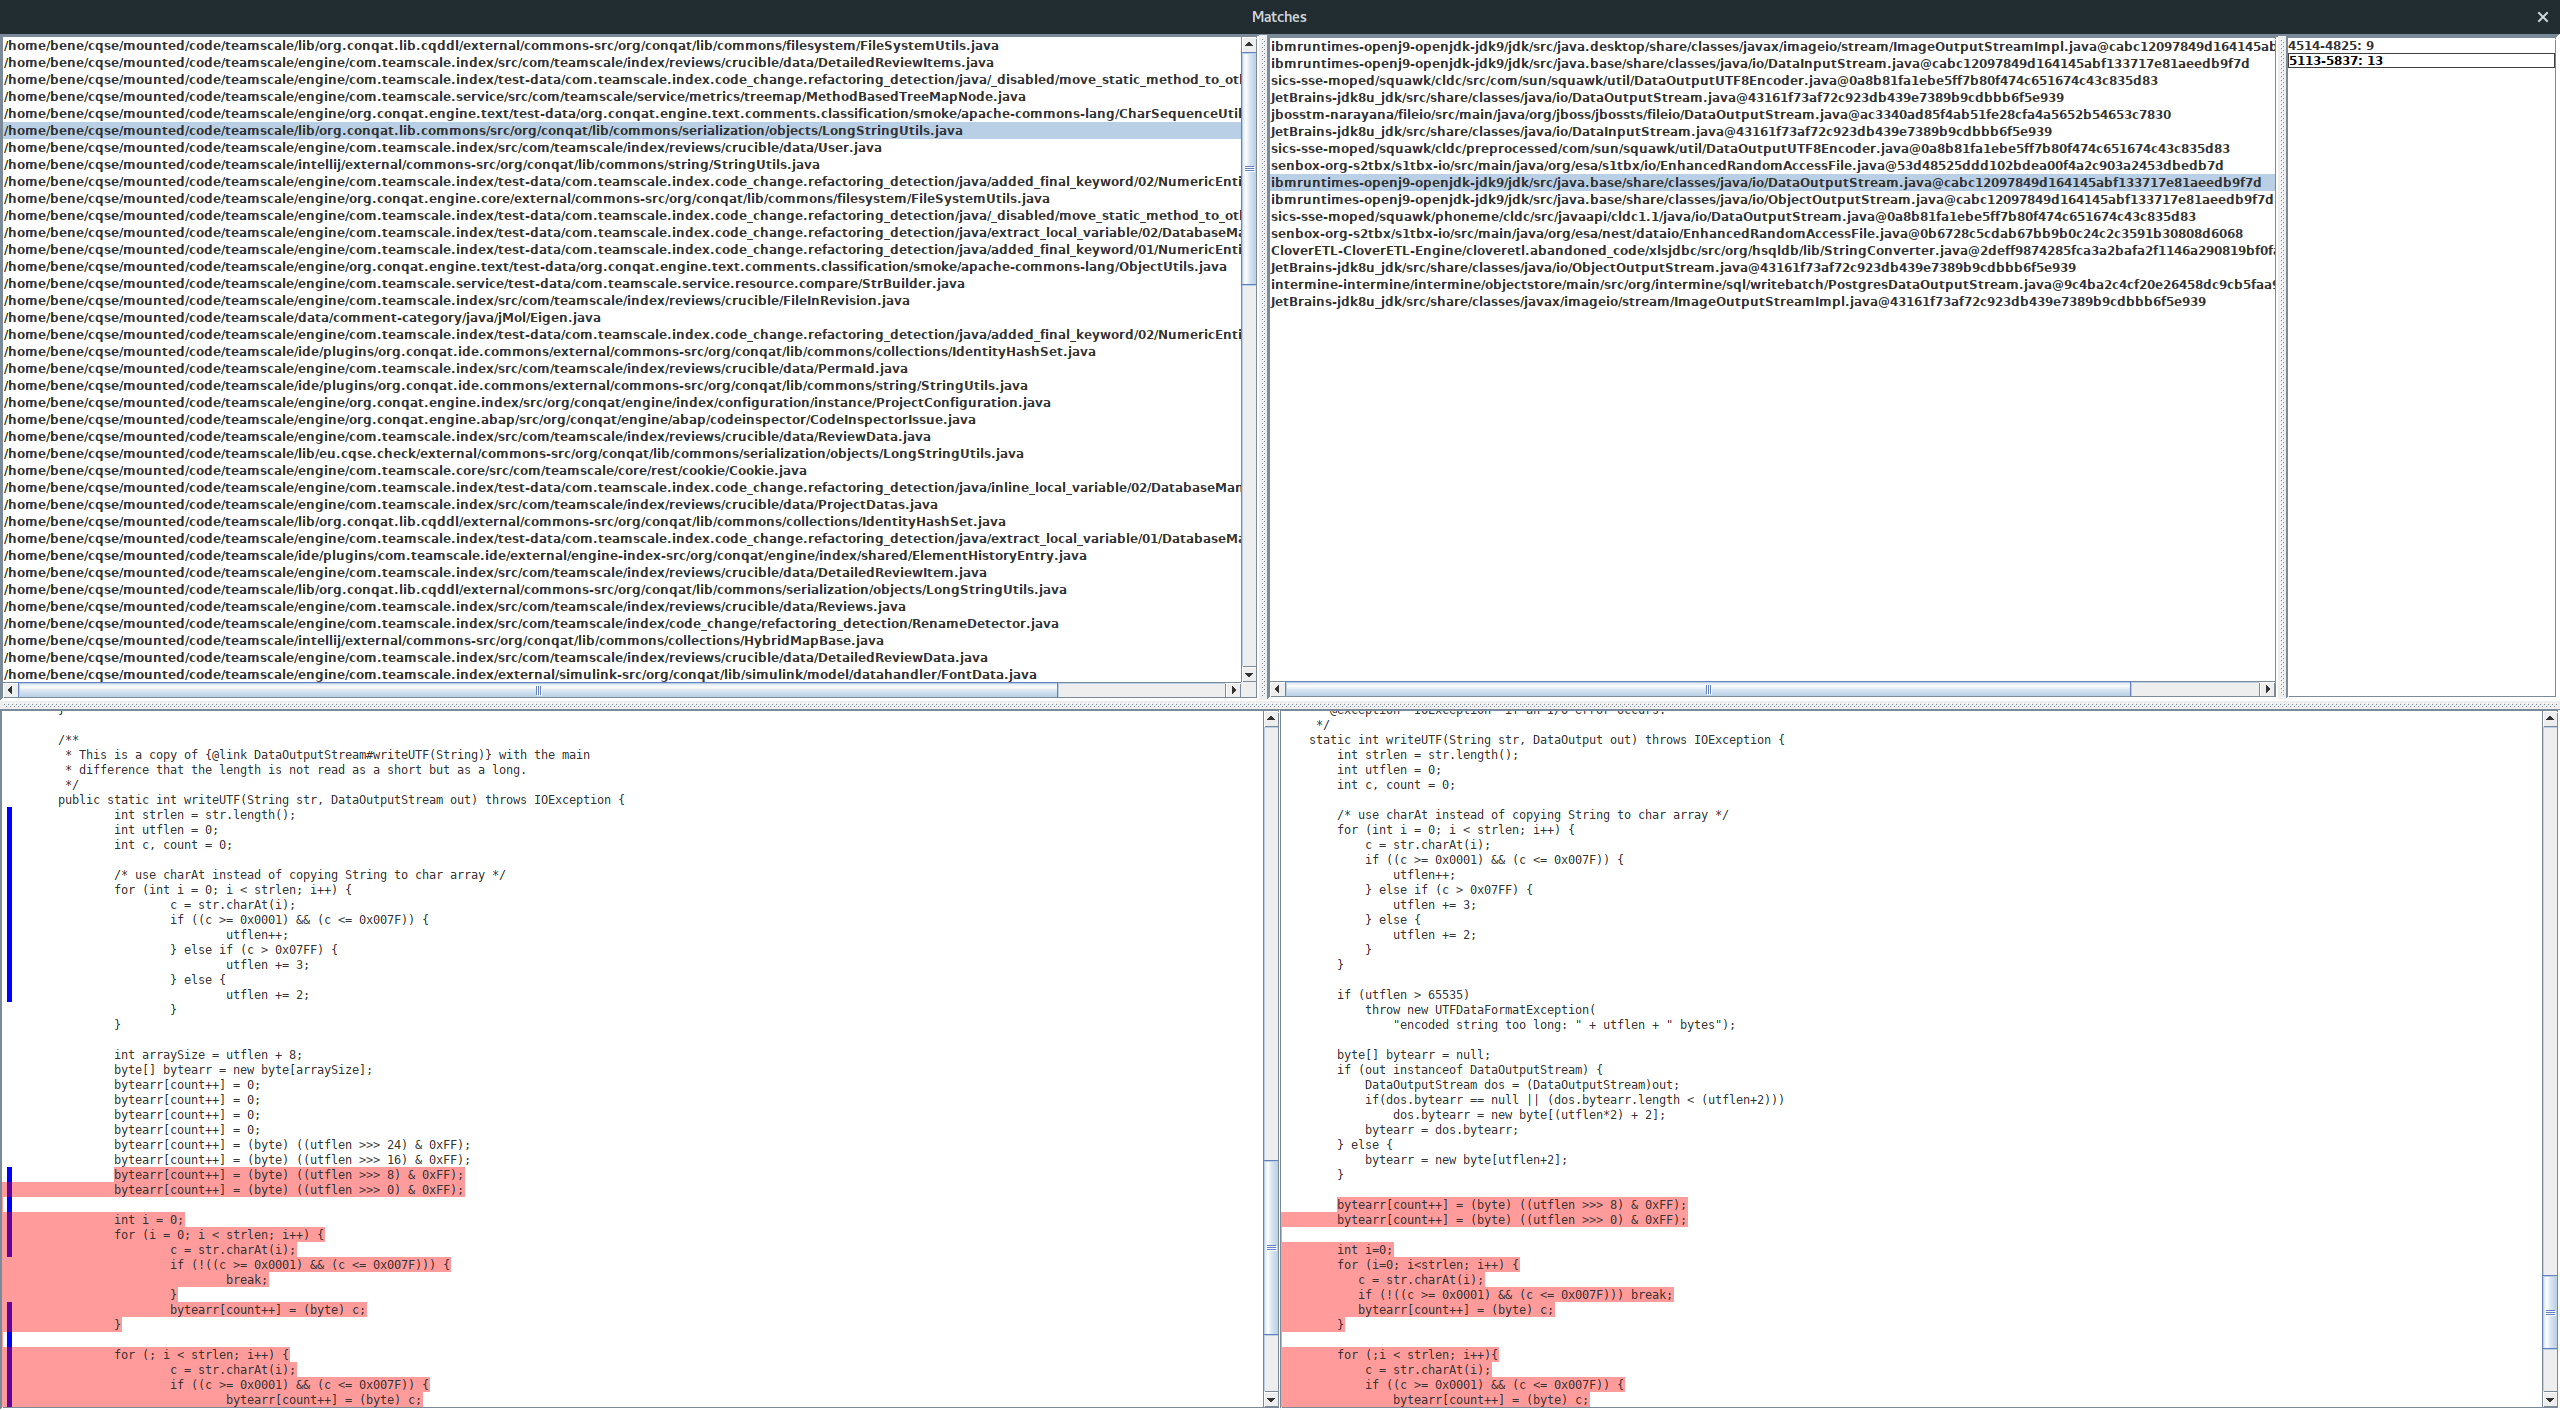 Matches
/home/bene/cqse/mounted/code/teamscale/lib/org.conqat.lib.cqddl/external/commons-src/org/conqat/lib/commons/filesystem/FileSystemUtils.java
/home/bene/cqse/mounted/code/teamscale/engine/com.teamscale.index/src/com/teamscale/index/reviews/crucible/data/DetailedReviewItems.java
/home/bene/cqse/mounted/code/teamscale/engine/com.teamscale.index/test-data/com.teamscale.index.code_change.refactoring_detection/java/_disabled/move_static_method_to_otl
/home/bene/cqse/mounted/code/teamscale/engine/com.teamscale.service/src/com/teamscale/service/metrics/treemap/MethodBasedTreeMapNode.java
/home/bene/cqse/mounted/code/teamscale/engine/org.conqat.engine.text/test-data/org.conqat.engine.text.comments.classification/smoke/apache-commons-lang/CharSequenceUtil
/home/bene/cqse/mounted/code/teamscale/lib/org.conqat.lib.commons/src/org/conqat/lib/commons/serialization/objects/LongStringUtils.java
/home/bene/cqse/mounted/code/teamscale/engine/com.teamscale.index/src/com/teamscale/index/reviews/crucible/data/User.java
/home/bene/cqse/mounted/code/teamscale/intellij/external/commons-src/org/conqat/lib/commons/string/StringUtils.java
/home/bene/cqse/mounted/code/teamscale/engine/com.teamscale.index/test-data/com.teamscale.index.code_change.refactoring_detection/java/added_final_keyword/02/NumericEnti
/home/bene/cqse/mounted/code/teamscale/engine/org.conqat.engine.core/external/commons-src/org/conqat/lib/commons/filesystem/FileSystemUtils.java
/home/bene/cqse/mounted/code/teamscale/engine/com.teamscale.index/test-data/com.teamscale.index.code_change.refactoring_detection/java/_disabled/move_static_method_to_otl
/home/bene/cqse/mounted/code/teamscale/engine/com.teamscale.index/test-data/com.teamscale.index.code_change.refactoring_detection/java/extract_local_variable/02/DatabaseMa
/home/bene/cqse/mounted/code/teamscale/engine/com.teamscale.index/test-data/com.teamscale.index.code_change.refactoring_detection/java/added_final_keyword/01/NumericEnti
/home/bene/cqse/mounted/code/teamscale/engine/org.conqat.engine.text/test-data/org.conqat.engine.text.comments.classification/smoke/apache-commons-lang/ObjectUtils.java
/home/bene/cqse/mounted/code/teamscale/engine/com.teamscale.service/test-data/com.teamscale.service.resource.compare/StrBuilder.java
/home/bene/cqse/mounted/code/teamscale/engine/com.teamscale.index/src/com/teamscale/index/reviews/crucible/FileInRevision.java
/home/bene/cqse/mounted/code/teamscale/data/comment-category/java/jMol/Eigen.java
/home/bene/cqse/mounted/code/teamscale/engine/com.teamscale.index/test-data/com.teamscale.index.code_change.refactoring_detection/java/added_final_keyword/02/NumericEnti
/home/bene/cqse/mounted/code/teamscale/ide/plugins/org.conqat.ide.commons/external/commons-src/org/conqat/lib/commons/collections/IdentityHashSet.java
/home/bene/cqse/mounted/code/teamscale/engine/com.teamscale.index/src/com/teamscale/index/reviews/crucible/data/PermaId.java
/home/bene/cqse/mounted/code/teamscale/ide/plugins/org.conqat.ide.commons/external/commons-src/org/conqat/lib/commons/string/StringUtils.java
/home/bene/cqse/mounted/code/teamscale/engine/org.conqat.engine.index/src/org/conqat/engine/index/configuration/instance/ProjectConfiguration.java
/home/bene/cqse/mounted/code/teamscale/engine/org.conqat.engine.abap/src/org/conqat/engine/abap/codeinspector/CodeInspectorIssue.java
/home/bene/cqse/mounted/code/teamscale/engine/com.teamscale.index/src/com/teamscale/index/reviews/crucible/data/ReviewData.java
/home/bene/cqse/mounted/code/teamscale/lib/eu.cqse.check/external/commons-src/org/conqat/lib/commons/serialization/objects/LongStringUtils.java
/home/bene/cqse/mounted/code/teamscale/engine/com.teamscale.core/src/com/teamscale/core/rest/cookie/Cookie.java
/home/bene/cqse/mounted/code/teamscale/engine/com.teamscale.index/test-data/com.teamscale.index.code_change.refactoring_detection/java/inline_local_variable/02/DatabaseMan
/home/bene/cqse/mounted/code/teamscale/engine/com.teamscale.index/src/com/teamscale/index/reviews/crucible/data/ProjectDatas.java
/home/bene/cqse/mounted/code/teamscale/lib/org.conqat.lib.cqddl/external/commons-src/org/conqat/lib/commons/collections/IdentityHashSet.java
/home/bene/cqse/mounted/code/teamscale/engine/com.teamscale.index/test-data/com.teamscale.index.code_change.refactoring_detection/java/extract_local_variable/01/DatabaseMa
/home/bene/cqse/mounted/code/teamscale/ide/plugins/com.teamscale.ide/external/engine-index-src/org/conqat/engine/index/shared/ElementHistoryEntry.java
/home/bene/cqse/mounted/code/teamscale/engine/com.teamscale.index/src/com/teamscale/index/reviews/crucible/data/DetailedReviewItem.java
/home/bene/cqse/mounted/code/teamscale/lib/org.conqat.lib.cqddl/external/commons-src/org/conqat/lib/commons/serialization/objects/LongStringUtils.java
/home/bene/cqse/mounted/code/teamscale/engine/com.teamscale.index/src/com/teamscale/index/reviews/crucible/data/Reviews.java
/home/bene/cqse/mounted/code/teamscale/engine/com.teamscale.index/src/com/teamscale/index/code_change/refactoring_detection/RenameDetector.java
/home/bene/cqse/mounted/code/teamscale/intellij/external/commons-src/org/conqat/lib/commons/collections/HybridMapBase.java
/home/bene/cqse/mounted/code/teamscale/engine/com.teamscale.index/src/com/teamscale/index/reviews/crucible/data/DetailedReviewData.java
/home/bene/cqse/mounted/code/teamscale/engine/com.teamscale.index/external/simulink-src/org/conqat/lib/simulink/model/datahandler/FontData.java
ibmruntimes-openj9-openjdk-jdk9/jdk/src/java.desktop/share/classes/javax/imageio/stream/ImageOutputStreamImpl.java@cabc12097849d164145ab
ibmruntimes-openj9-openjdk-jdk9/jdk/src/java.base/share/classes/java/io/DataInputStream.java@cabc12097849d164145abf133717e81aeedb9f7d
sics-sse-moped/squawk/cldc/src/com/sun/squawk/util/DataOutputUTF8Encoder.java@0a8b81fa1ebe5ff7b80f474c651674c43c835d83
JetBrains-jdk8u_jdk/src/share/classes/java/io/DataOutputStream.java@43161f73af72c923db439e7389b9cdbbb6f5e939
jbosstm-narayana/fileio/src/main/java/org/jboss/jbossts/fileio/DataOutputStream.java@ac3340ad85f4ab51fe28cfa4a5652b54653c7830
JetBrains-jdk8u_jdk/src/share/classes/java/io/DataInputStream.java@43161f73af72c923db439e7389b9cdbbb6f5e939
sics-sse-moped/squawk/cldc/preprocessed/com/sun/squawk/util/DataOutputUTF8Encoder.java@0a8b81fa1ebe5ff7b80f474c651674c43c835d83
senbox-org-s2tbx/s1tbx-io/src/main/java/org/esa/s1tbx/io/EnhancedRandomAccessFile.java@53d48525ddd102bdea00f4a2c903a2453dbedb7d
ibmruntimes-openj9-openjdk-jdk9/jdk/src/java.base/share/classes/java/io/DataOutputStream.java@cabc12097849d164145abf133717e81aeedb9f7d
ibmruntimes-openj9-openjdk-jdk9/jdk/src/java.base/share/classes/java/io/ObjectOutputStream.java@cabc12097849d164145abf133717e81aeedb9f7d
sics-sse-moped/squawk/phoneme/cldc/src/javaapi/cldc1.1/java/io/DataOutputStream.java@0a8b81fa1ebe5ff7b80f474c651674c43c835d83
senbox-org-s2tbx/s1tbx-io/src/main/java/org/esa/nest/dataio/EnhancedRandomAccessFile.java@0b6728c5cdab67bb9b0c24c2c3591b30808d6068
CloverETL-CloverETL-Engine/cloveretl.abandoned_code/xlsjdbc/src/org/hsqldb/lib/StringConverter.java@2deff9874285fca3a2bafa2f1146a290819bf0fa
JetBrains-jdk8u_jdk/src/share/classes/java/io/ObjectOutputStream.java@43161f73af72c923db439e7389b9cdbbb6f5e939
intermine-intermine/intermine/objectstore/main/src/org/intermine/sql/writebatch/PostgresDataOutputStream.java@9c4ba2c4cf20e26458dc9cb5faa9
JetBrains-jdk8u_jdk/src/share/classes/javax/imageio/stream/ImageOutputStreamImpl.java@43161f73af72c923db439e7389b9cdbbb6f5e939
4514-4825: 9
5113-5837: 13
}
/**
* This is a copy of {@link DataOutputStream#writeUTF(String)} with the main
* difference that the length is not read as a short but as a long.
*/
public static int writeUTF(String str, DataOutputStream out) throws IOException {
int strlen = str.length();
int utflen = 0;
int c, count = 0;
/* use charAt instead of copying String to char array */
for (int i = 0; i < strlen; i++) {
c = str.charAt(i);
if ((c >= 0x0001) && (c <= 0x007F)) {
utflen++;
} else if (c > 0x07FF) {
utflen += 3;
} else {
utflen += 2;
}
}
int arraySize = utflen + 8;
byte[] bytearr = new byte[arraySize];
bytearr[count++] = 0;
bytearr[count++] = 0;
bytearr[count++] = 0;
bytearr[count++] = 0;
bytearr[count++] = (byte) ((utflen >>> 24) & 0xFF);
bytearr[count++] = (byte) ((utflen >>> 16) & 0xFF);
bytearr[count++] = (byte) ((utflen >>> 8) & 0xFF);
bytearr[count++] = (byte) ((utflen >>> 0) & 0xFF);
int i = 0;
for (i = 0; i < strlen; i++) {
c = str.charAt(i);
if (!((c >= 0x0001) && (c <= 0x007F))) {
break;
}
bytearr[count++] = (byte) c;
}
for (; i < strlen; i++) {
c = str.charAt(i);
if ((c >= 0x0001) && (c <= 0x007F)) {
bytearr[count++] = (byte) c;
@exception  IOException  if an I/O error occurs.
*/
static int writeUTF(String str, DataOutput out) throws IOException {
int strlen = str.length();
int utflen = 0;
int c, count = 0;
/* use charAt instead of copying String to char array */
for (int i = 0; i < strlen; i++) {
c = str.charAt(i);
if ((c >= 0x0001) && (c <= 0x007F)) {
utflen++;
} else if (c > 0x07FF) {
utflen += 3;
} else {
utflen += 2;
}
}
if (utflen > 65535)
throw new UTFDataFormatException(
"encoded string too long: " + utflen + " bytes");
byte[] bytearr = null;
if (out instanceof DataOutputStream) {
DataOutputStream dos = (DataOutputStream)out;
if(dos.bytearr == null || (dos.bytearr.length < (utflen+2)))
dos.bytearr = new byte[(utflen*2) + 2];
bytearr = dos.bytearr;
} else {
bytearr = new byte[utflen+2];
}
bytearr[count++] = (byte) ((utflen >>> 8) & 0xFF);
bytearr[count++] = (byte) ((utflen >>> 0) & 0xFF);
int i=0;
for (i=0; i<strlen; i++) {
c = str.charAt(i);
if (!((c >= 0x0001) && (c <= 0x007F))) break;
bytearr[count++] = (byte) c;
}
for (;i < strlen; i++){
c = str.charAt(i);
if ((c >= 0x0001) && (c <= 0x007F)) {
bytearr[count++] = (byte) c;